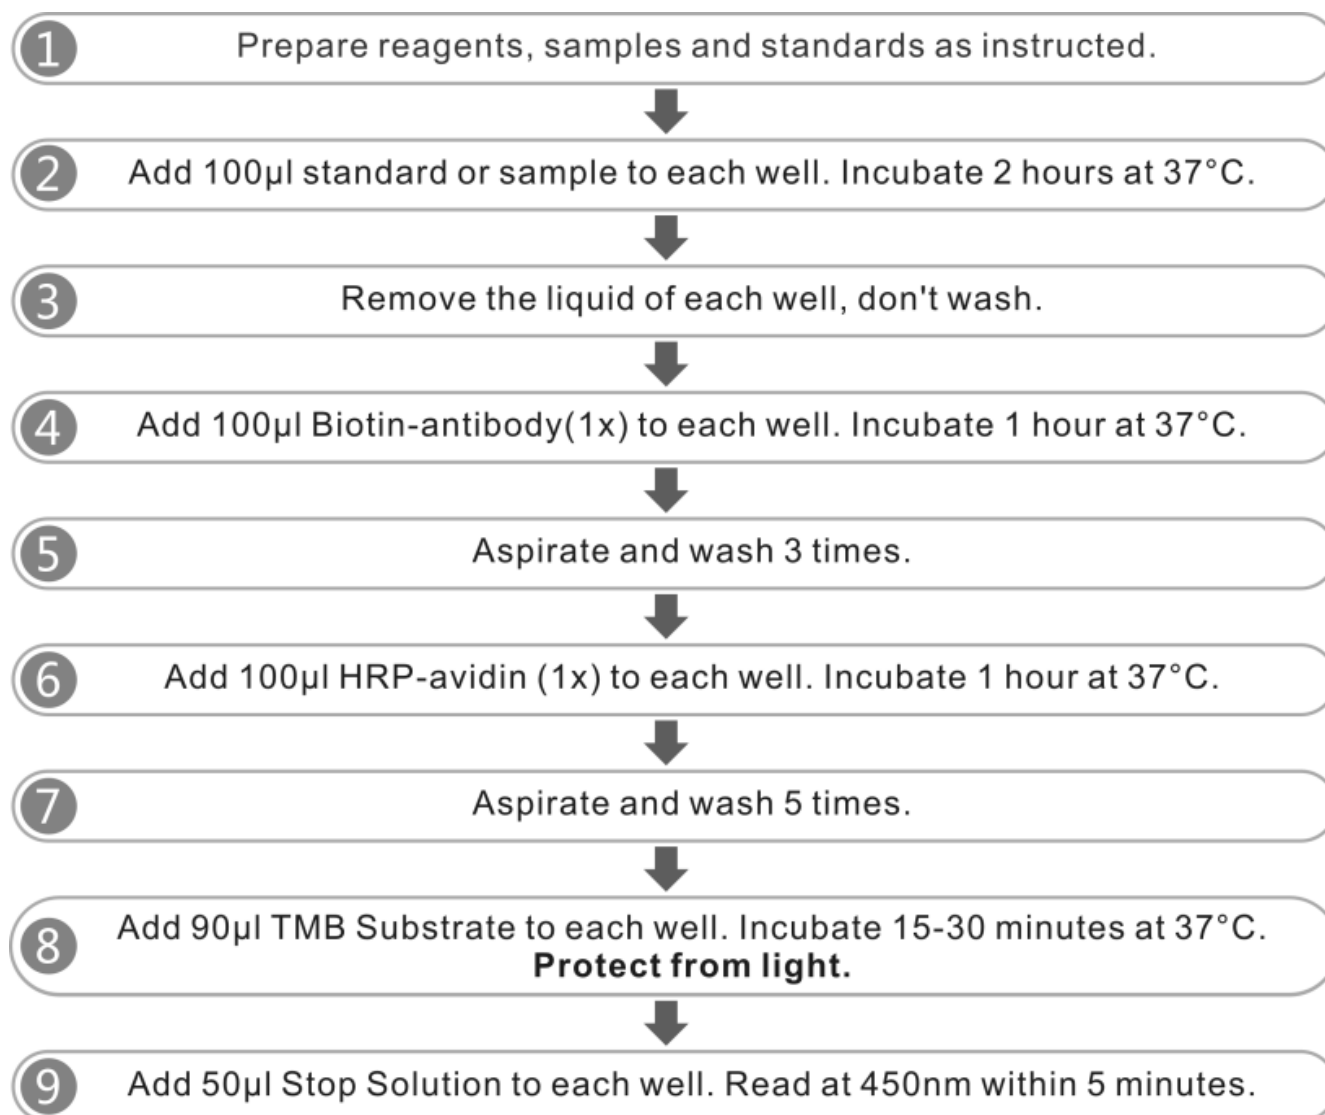 1 Prepare reagents, samples and standards as instructed.
2 Add 100µl standard or sample to each well. Incubate 2 hours at 37°C.
3 Remove the liquid of each well, don't wash.
4 Add 100µl Biotin-antibody(1x) to each well. Incubate 1 hour at 37°C.
5 Aspirate and wash 3 times.
6 Add 100µl HRP-avidin (1x) to each well. Incubate 1 hour at 37°C.
7 Aspirate and wash 5 times.
8 Add 90µl TMB Substrate to each well. Incubate 15-30 minutes at 37°C.
Protect from light.
9 Add 50µl Stop Solution to each well. Read at 450nm within 5 minutes.